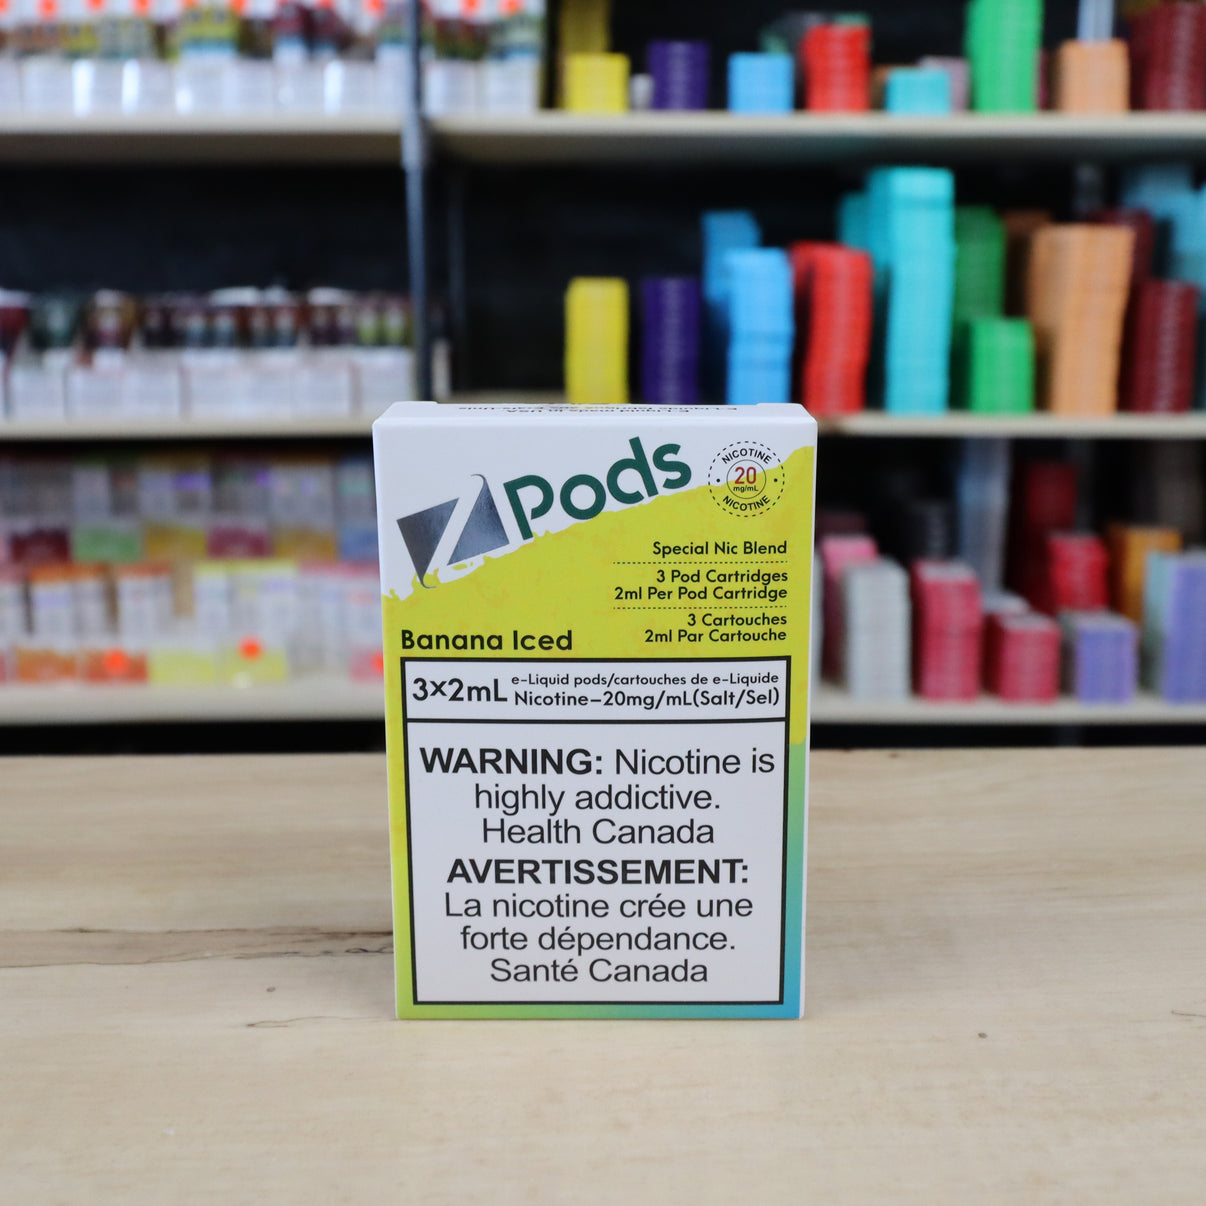 Z Pods
NICOTINE
20
mg/mL
NICOTINE
Special Nic Blend
3 Pod Cartridges
2ml Per Pod Cartridge
3 Cartouches
2ml Par Cartouche
Banana Iced
3×2mL
e-Liquid pods/cartouches de e-Liquide
Nicotine–20mg/mL(Salt/Sel)
WARNING: Nicotine is
highly addictive.
Health Canada
AVERTISSEMENT:
La nicotine crée une
forte dépendance.
Santé Canada